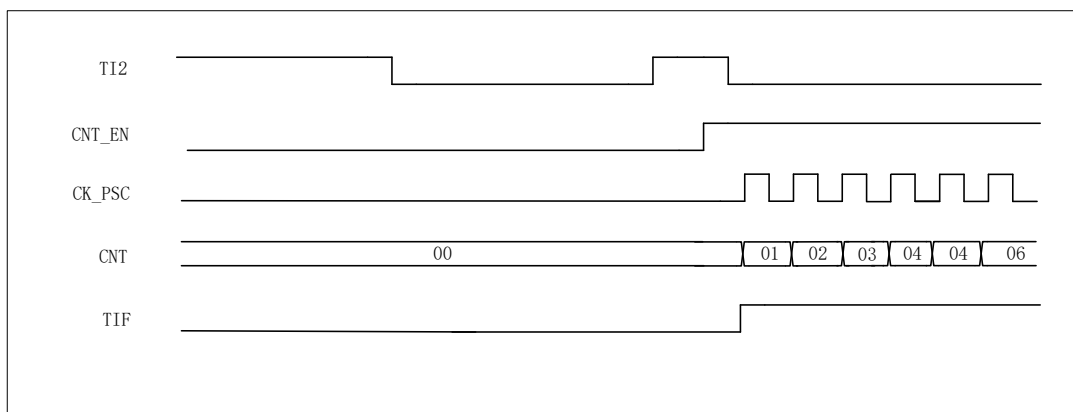 TI2
CNT_EN
CK_PSC
CNT 00 01 02 03 04 04 06
TIF